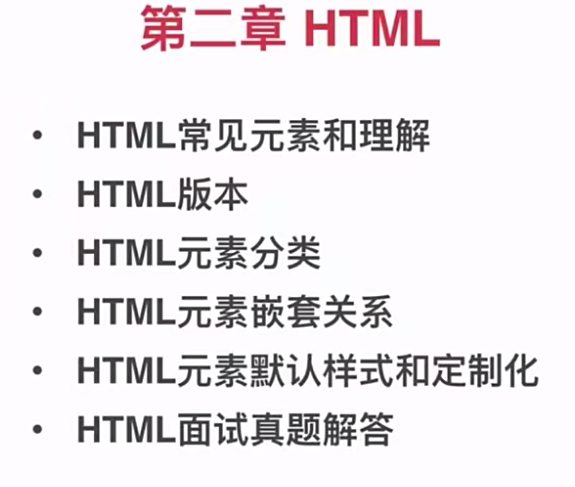 第二章 HTML
• HTML常见元素和理解
• HTML版本
• HTML元素分类
• HTML元素嵌套关系
• HTML元素默认样式和定制化
• HTML面试真题解答